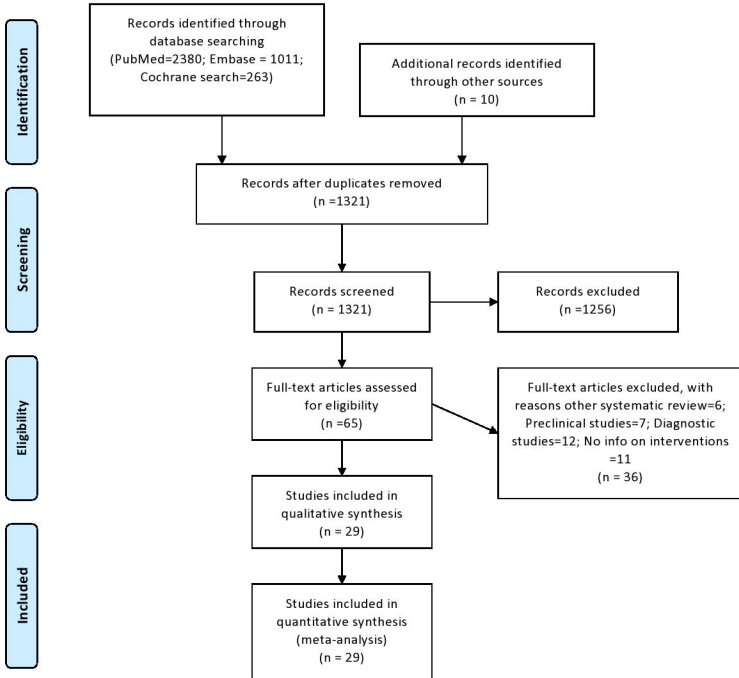 Identification
Records identified through
database searching
(PubMed=2380; Embase = 1011;
Cochrane search=263)
Additional records identified
through other sources
(n = 10)
Records after duplicates removed
(n =1321)
Screening
Records screened
(n = 1321)
Records excluded
(n =1256)
Eligibility
Full-text articles assessed
for eligibility
(n =65)
Full-text articles excluded, with
reasons other systematic review=6;
Preclinical studies=7; Diagnostic
studies=12; No info on interventions
=11
(n = 36)
Studies included in
qualitative synthesis
(n = 29)
Included
Studies included in
quantitative synthesis
(meta-analysis)
(n = 29)